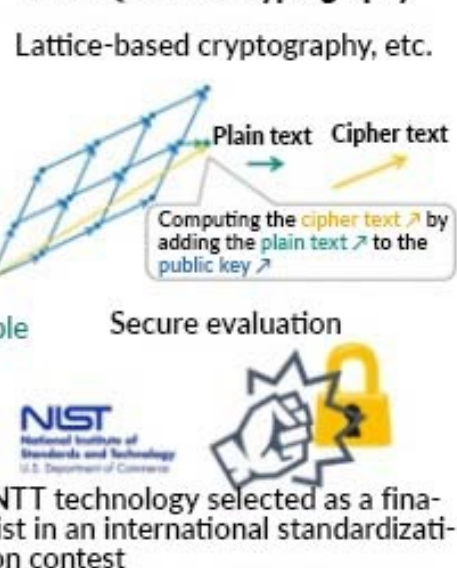 Lattice-based cryptography, etc.
Plain text Cipher text
Computing the cipher text ↗ by
adding the plain text ↗ to the
public key ↗
Secure evaluation
NIST
National Institute of
Standards and Technology
U.S. Department of Commerce
NTT technology selected as a fina-
ist in an international standardizati-
on contest